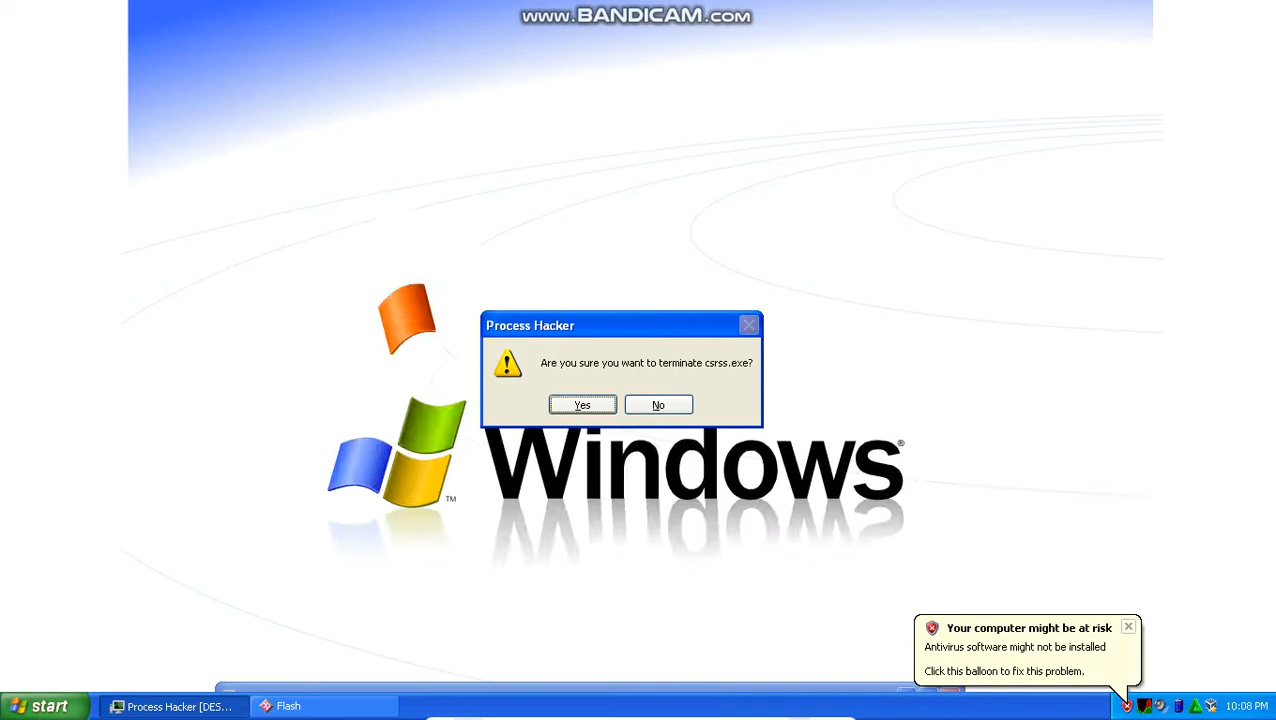 www.BANDICAM.com
Process Hacker
Are you sure you want to terminate csrss.exe?
Yes
No
Windows®
TM
Your computer might be at risk
Antivirus software might not be installed
Click this balloon to fix this problem.
start
Process Hacker [DES...
Flash
10:08 PM